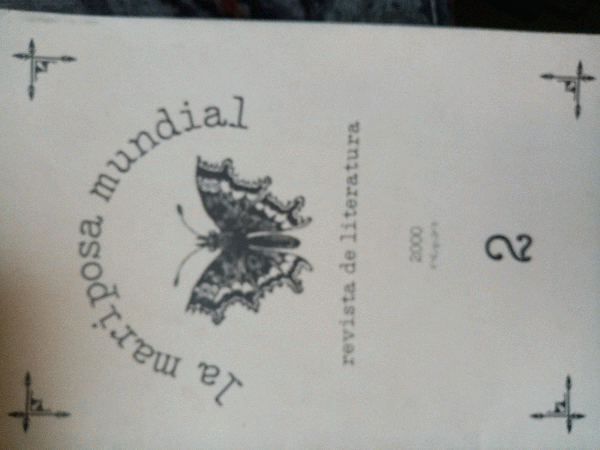 la mariposa mundial
revista de literatura
2000
2